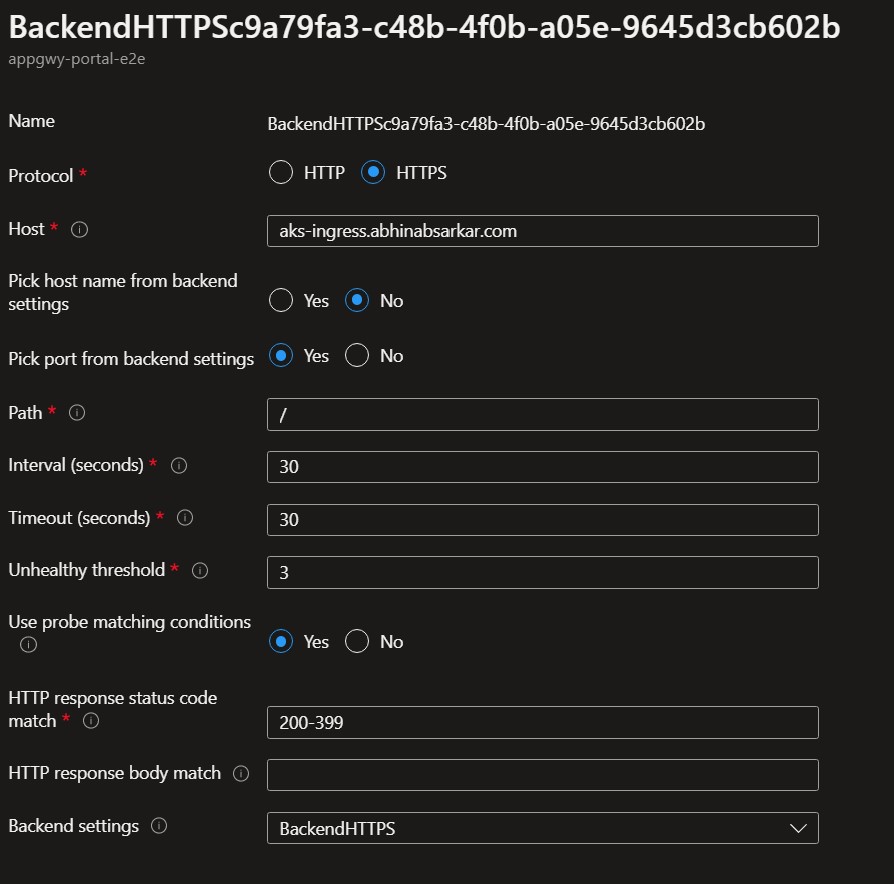 BackendHTTPSc9a79fa3-c48b-4f0b-a05e-9645d3cb602b
appgwy-portal-e2e
Name BackendHTTPSc9a79fa3-c48b-4f0b-a05e-9645d3cb602b
Protocol * HTTP HTTPS
Host * aks-ingress.abhinabsarkar.com
Pick host name from backend
settings Yes No
Pick port from backend settings Yes No
Path * /
Interval (seconds) * 30
Timeout (seconds) * 30
Unhealthy threshold * 3
Use probe matching conditions
Yes No
HTTP response status code
match * 200-399
HTTP response body match
Backend settings BackendHTTPS